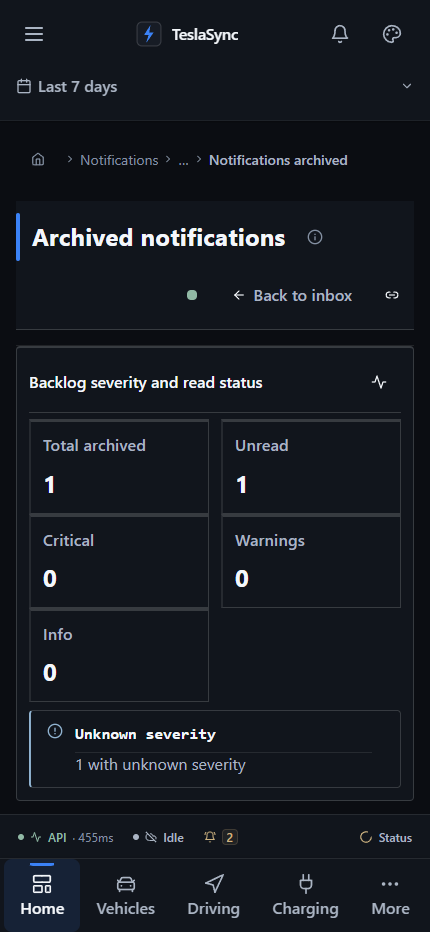 TeslaSync
Last 7 days
Notifications ... Notifications archived
Archived notifications
Back to inbox
Backlog severity and read status
Total archived Unread
1 1
Critical Warnings
0 0
Info
0
Unknown severity
1 with unknown severity
API · 455ms Idle 2 Status
Home Vehicles Driving Charging More